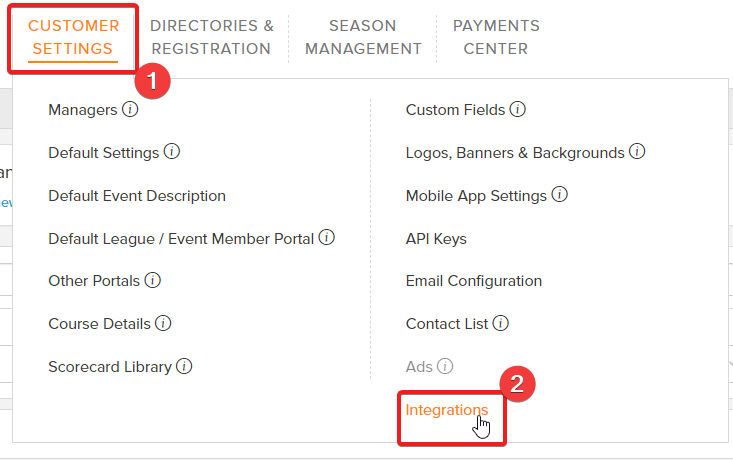 CUSTOMER
SETTINGS
DIRECTORIES &
REGISTRATION
SEASON
MANAGEMENT
PAYMENTS
CENTER
1
Managers
Default Settings
Default Event Description
Default League / Event Member Portal
Other Portals
Course Details
Scorecard Library
Custom Fields
Logos, Banners & Backgrounds
Mobile App Settings
API Keys
Email Configuration
Contact List
Ads
2
Integrations